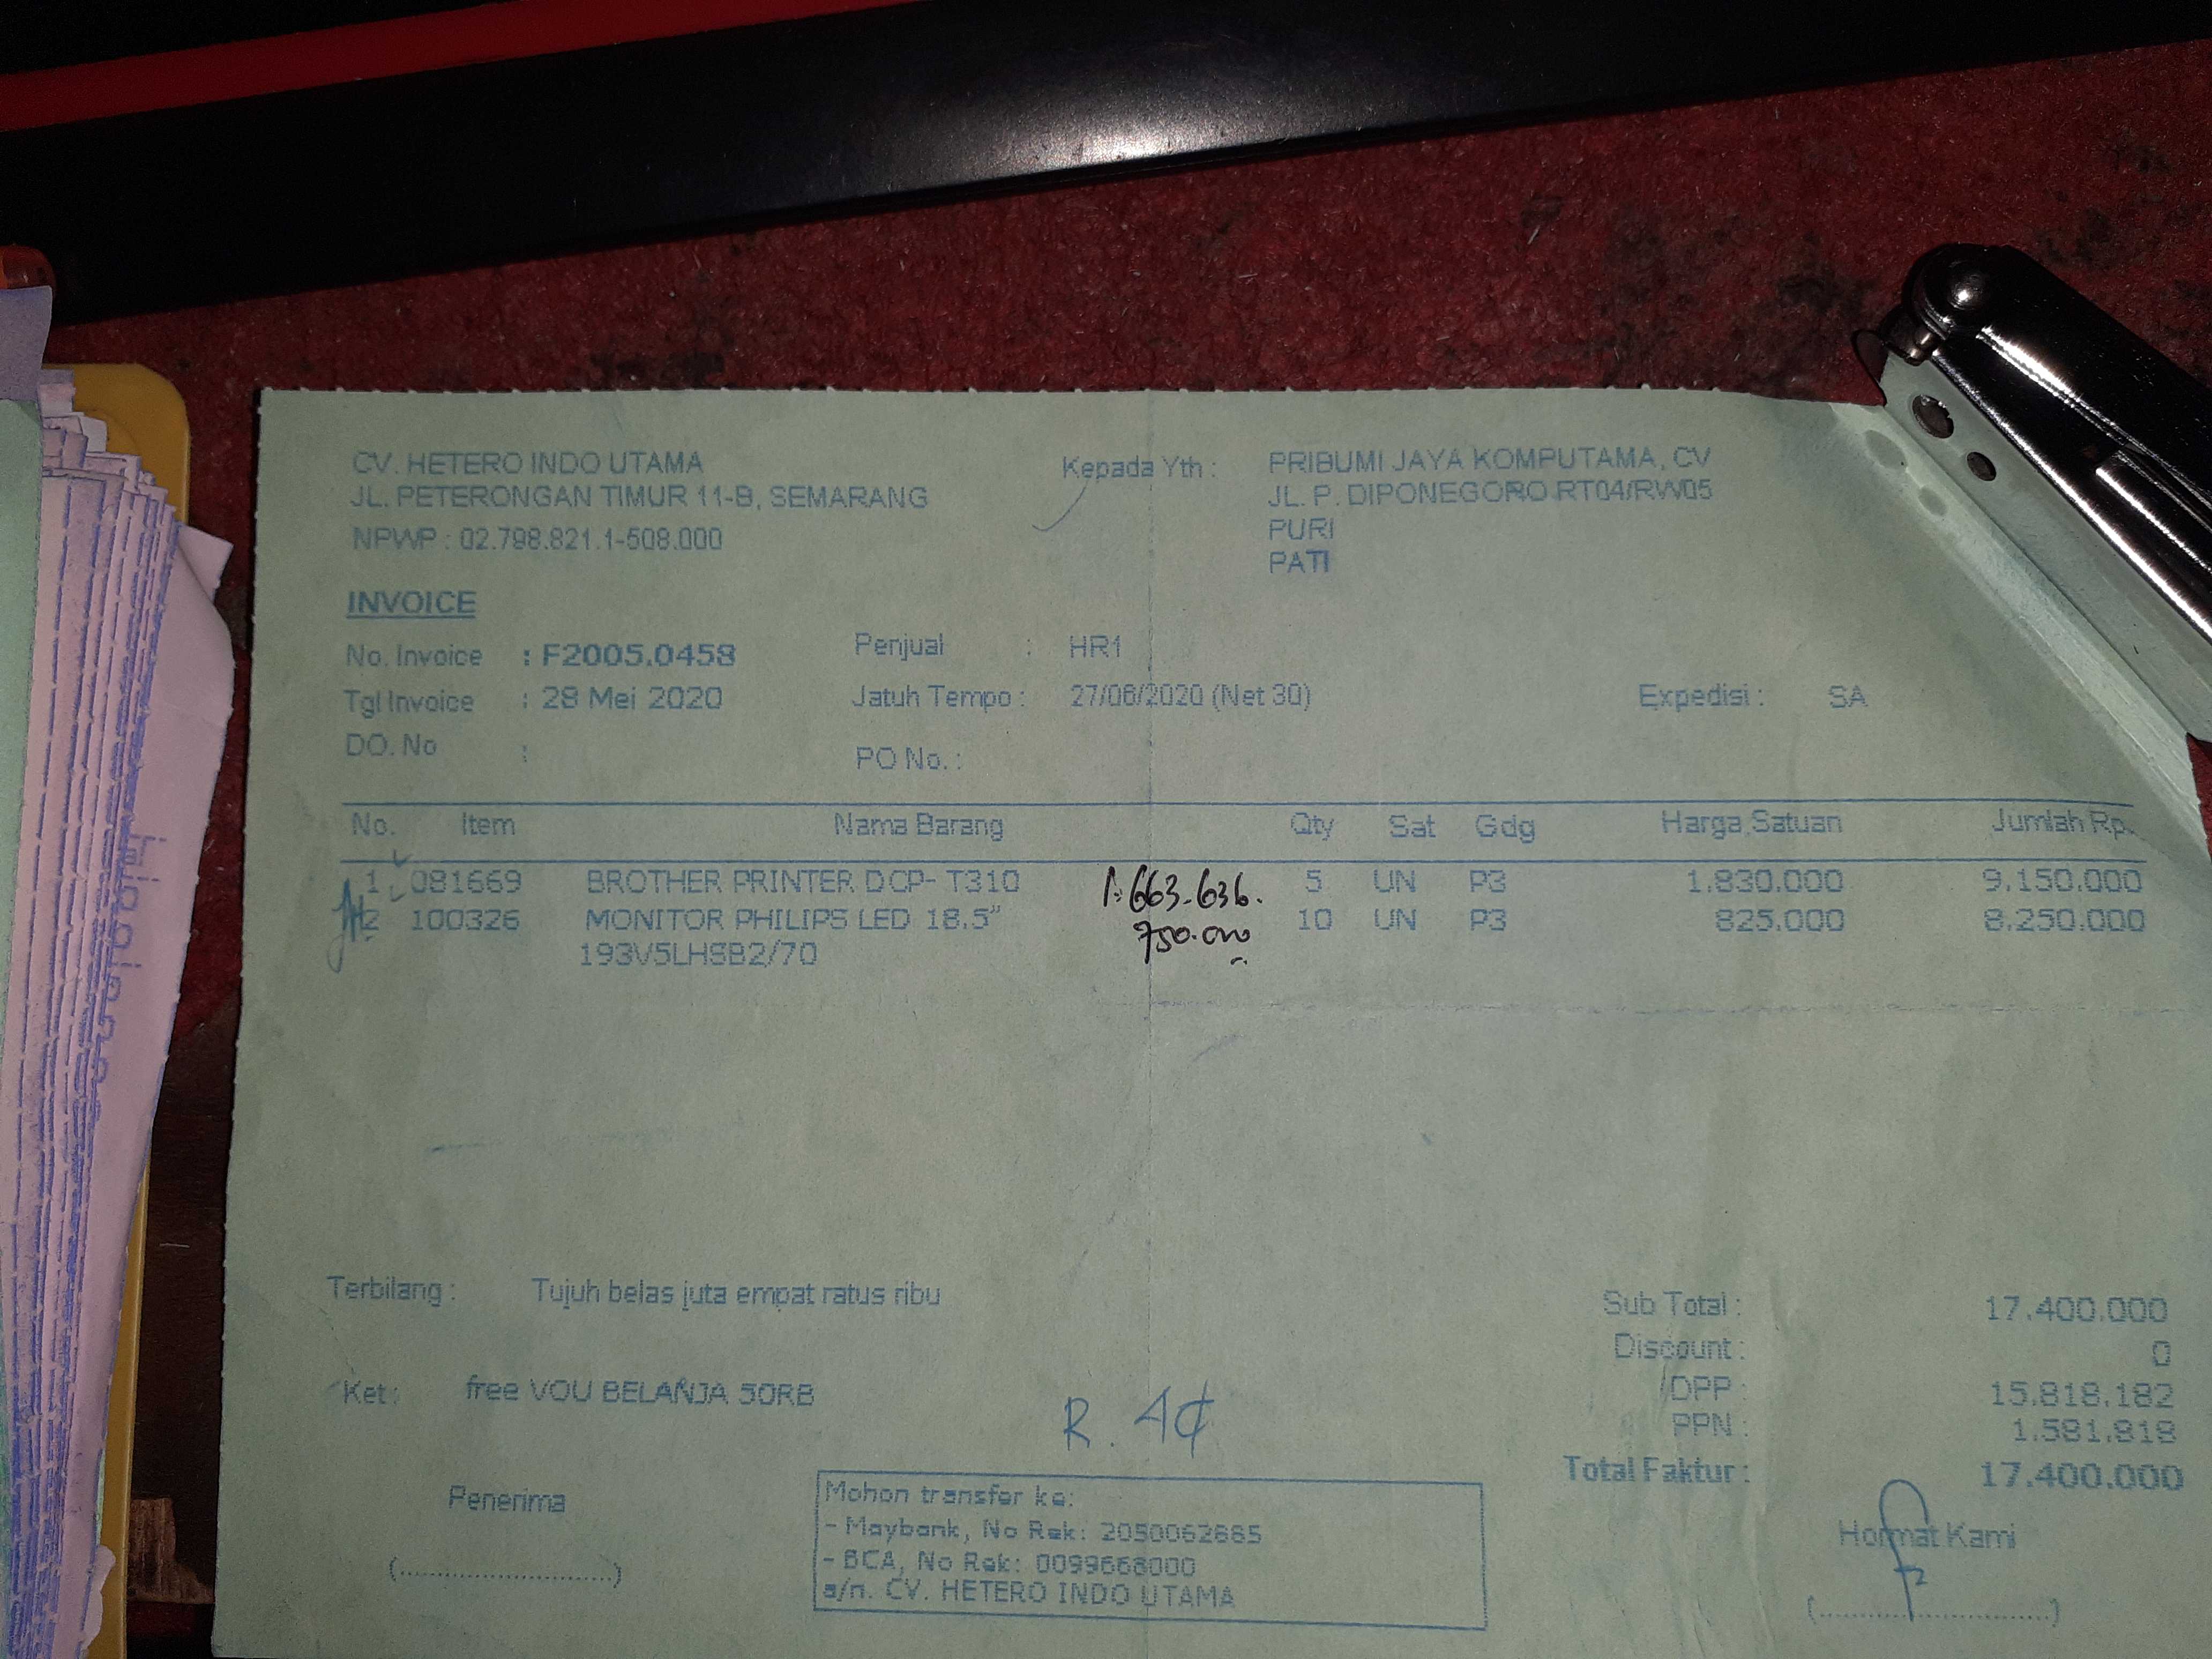 CV. HETERO INDO UTAMA
JL. PETERONGAN TIMUR 11-B, SEMARANG
NPWP : 02.798.821.1-508.000
Kepada Yth : PRIBUMI JAYA KOMPUTAMA, CV
JL. P. DIPONEGORO RT04/RW05
PURI
PATI
INVOICE
No. Invoice : F2005.0458 Penjual : HR1
Tgl Invoice : 28 Mei 2020 Jatuh Tempo : 27/06/2020 (Net 30) Expedisi : SA
DO. No : PO No. :
No. Item Nama Barang Qty Sat Gdg Harga Satuan Jumlah Rp.
1 081669 BROTHER PRINTER DCP- T310 1.663.636. 5 UN P3 1.830.000 9.150.000
2 100326 MONITOR PHILIPS LED 18.5" 750.000 10 UN P3 825.000 8.250.000
193V5LHSB2/70
Terbilang : Tujuh belas juta empat ratus ribu
Sub Total : 17.400.000
Discount : 0
Ket : free VOU BELANJA 50RB
DPP : 15.818.182
PPN : 1.581.818
Total Faktur : 17.400.000
R. 4
Penerima
(..............................)
Mohon transfer ke:
- Maybank, No Rek: 2050062685
- BCA, No Rek: 0099668000
a/n. CV. HETERO INDO UTAMA
Hormat Kami
(..............................)